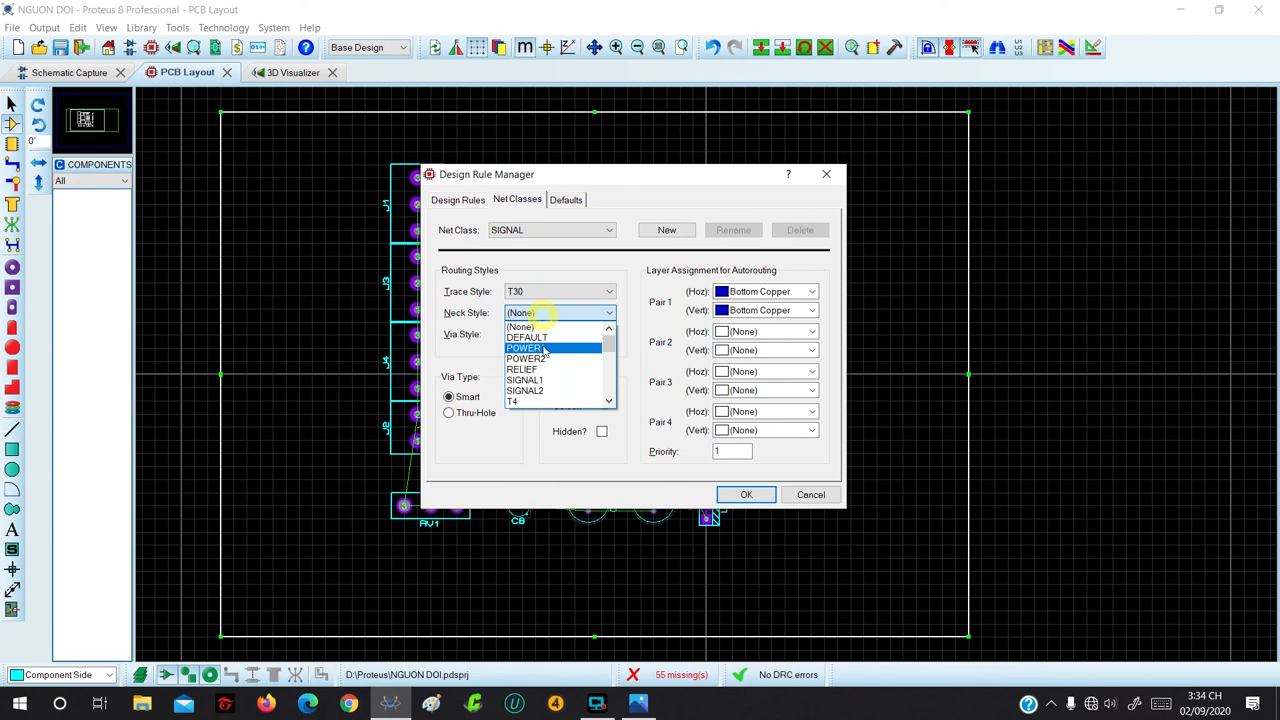 NGUON DOI - Proteus 8 Professional - PCB Layout
File Output Edit View Library Tools Technology System Help
Base Design
Schematic Capture
PCB Layout
3D Visualizer
0°
C COMPONENTS
All
Design Rule Manager
Design Rules Net Classes Defaults
Net Class: SIGNAL New Rename Delete
Routing Styles
Trace Style: T30
Neck Style: (None)
Via Style:
(None)
DEFAULT
POWER1
POWER2
RELIEF
SIGNAL1
SIGNAL2
T4
Via Type:
Smart
Thru-Hole
Hidden?
Layer Assignment for Autorouting
Pair 1 (Hoz): Bottom Copper
(Vert): Bottom Copper
Pair 2 (Hoz): (None)
(Vert): (None)
Pair 3 (Hoz): (None)
(Vert): (None)
Pair 4 (Hoz): (None)
(Vert): (None)
Priority: 1
OK Cancel
J1
J3
J4
J2
RV1
C8
Component Side
D:\Proteus\NGUON DOI.pdsprj
55 missing(s)
No DRC errors
3:34 CH
02/09/2020